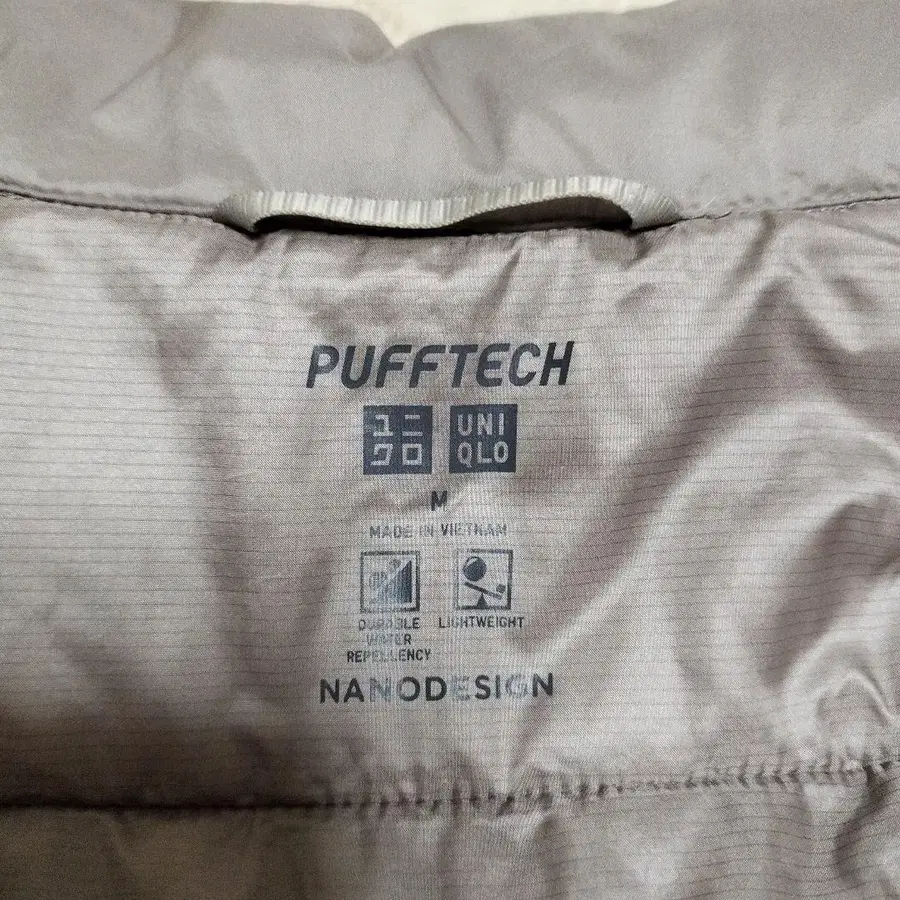 PUFFTECH
ユニ UNI
クロ QLO
M
MADE IN VIETNAM
DURABLE LIGHTWEIGHT
WATER
REPELLENCY
NANODESIGN